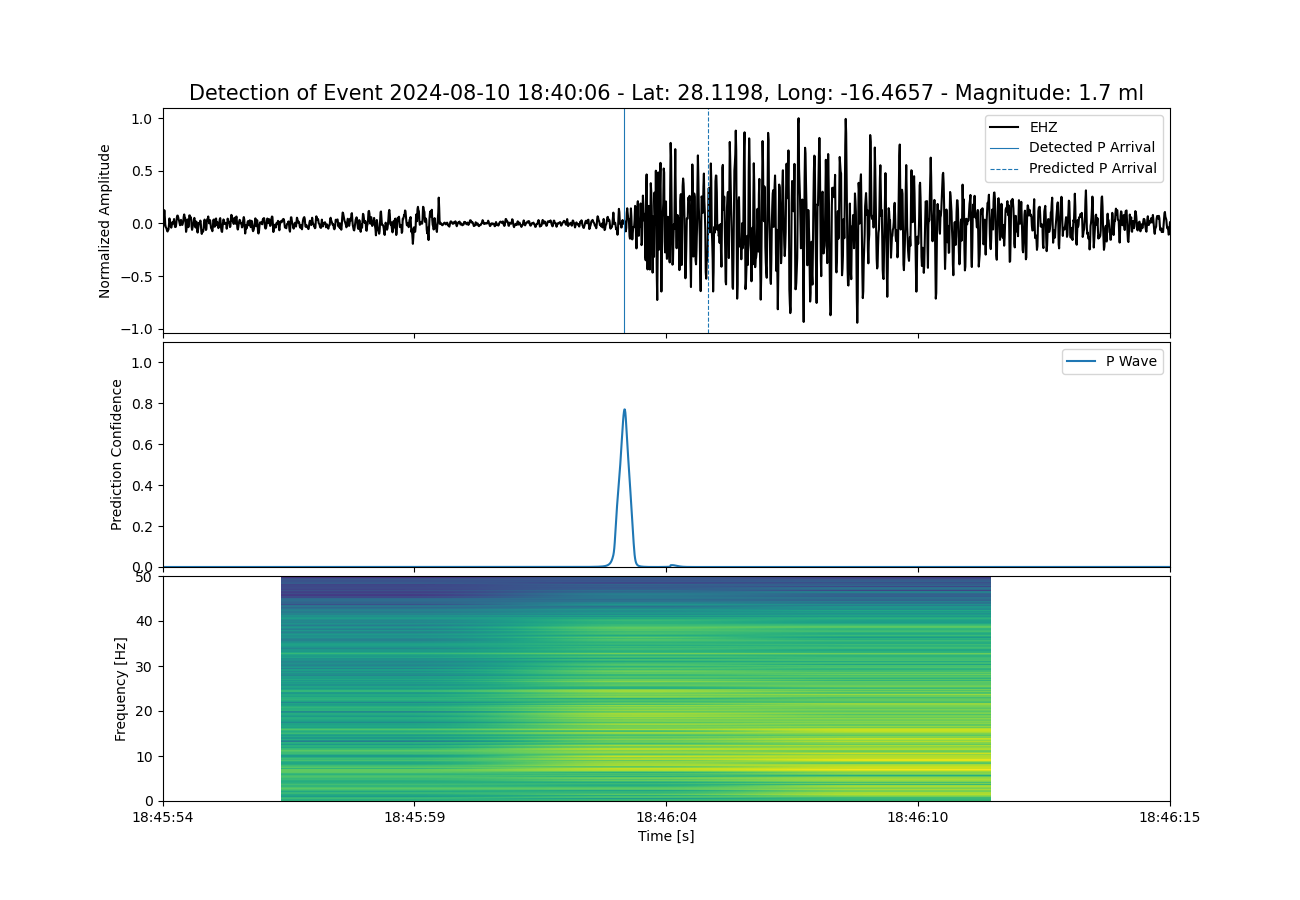 Detection of Event 2024-08-10 18:40:06 - Lat: 28.1198, Long: -16.4657 - Magnitude: 1.7 ml
1.0
0.5
0.0
−0.5
−1.0
Normalized Amplitude
EHZ
Detected P Arrival
Predicted P Arrival
1.0
0.8
0.6
0.4
0.2
0.0
Prediction Confidence
P Wave
50
40
30
20
10
0
Frequency [Hz]
18:45:54
18:45:59
18:46:04
18:46:10
18:46:15
Time [s]